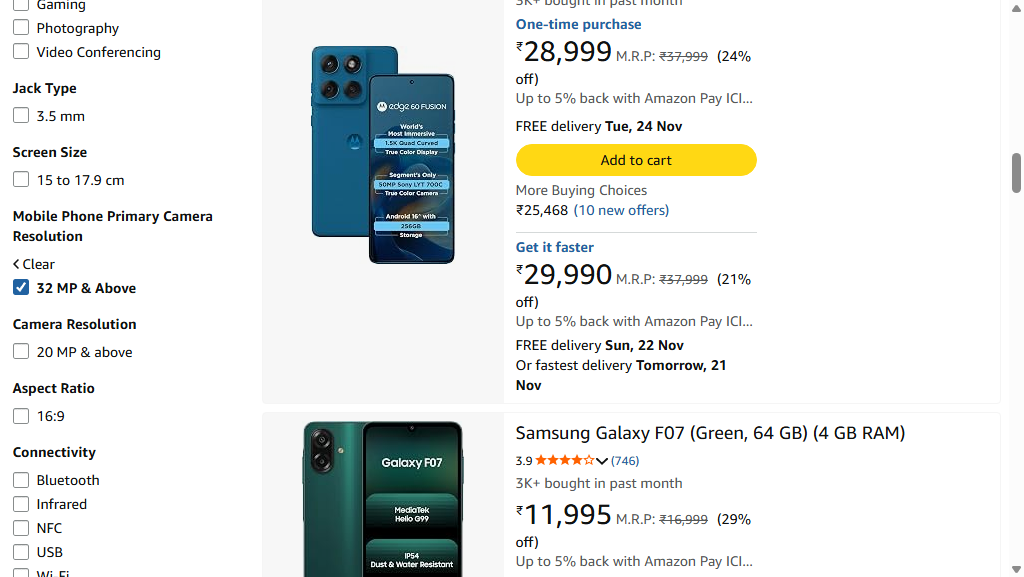 Gaming
Photography
Video Conferencing
Jack Type
3.5 mm
Screen Size
15 to 17.9 cm
Mobile Phone Primary Camera
Resolution
Clear
32 MP & Above
Camera Resolution
20 MP & above
Aspect Ratio
16:9
Connectivity
Bluetooth
Infrared
NFC
USB
Wi-Fi
edge 60 FUSION
World's
Most Immersive
1.5K Quad Curved
True Color Display
Segment's Only
50MP Sony LYT 700C
True Color Camera
Android 16* with
256GB
Storage
3K+ bought in past month
One-time purchase
₹28,999 M.R.P: ₹37,999 (24%
off)
Up to 5% back with Amazon Pay ICI...
FREE delivery Tue, 24 Nov
Add to cart
More Buying Choices
₹25,468 (10 new offers)
Get it faster
₹29,990 M.R.P: ₹37,999 (21%
off)
Up to 5% back with Amazon Pay ICI...
FREE delivery Sun, 22 Nov
Or fastest delivery Tomorrow, 21
Nov
Galaxy F07
MediaTek
Helio G99
IP54
Dust & Water Resistant
Samsung Galaxy F07 (Green, 64 GB) (4 GB RAM)
3.9 (746)
3K+ bought in past month
₹11,995 M.R.P: ₹16,999 (29%
off)
Up to 5% back with Amazon Pay ICI...